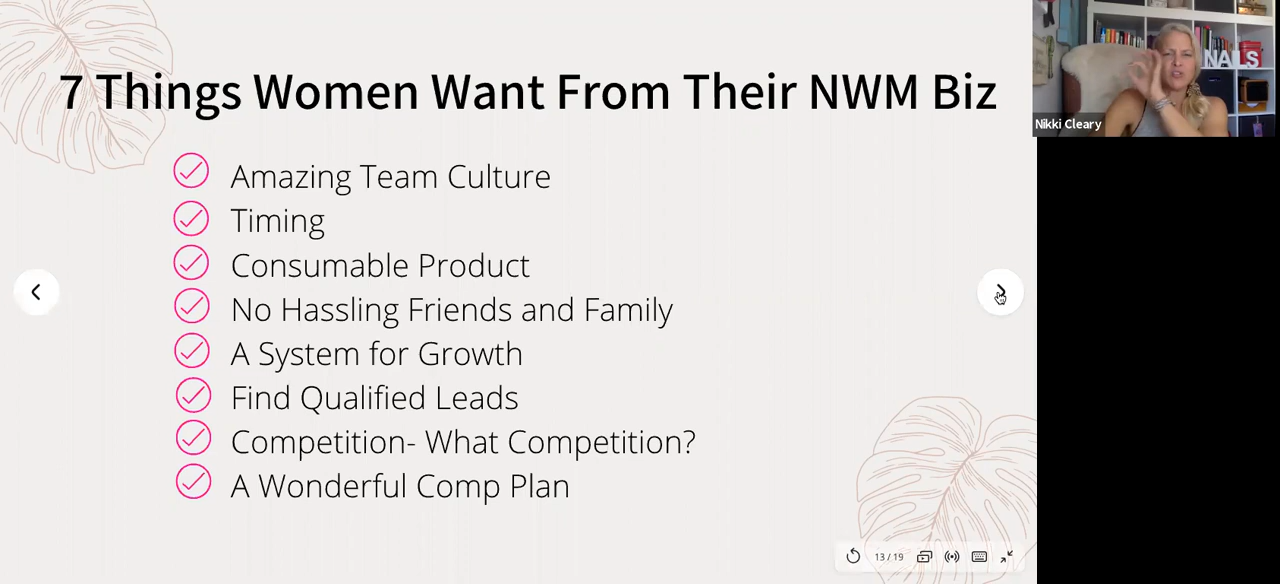 7 Things Women Want From Their NWM Biz
Amazing Team Culture
Timing
Consumable Product
No Hassling Friends and Family
A System for Growth
Find Qualified Leads
Competition- What Competition?
A Wonderful Comp Plan
13 / 19
NALS
Nikki Cleary